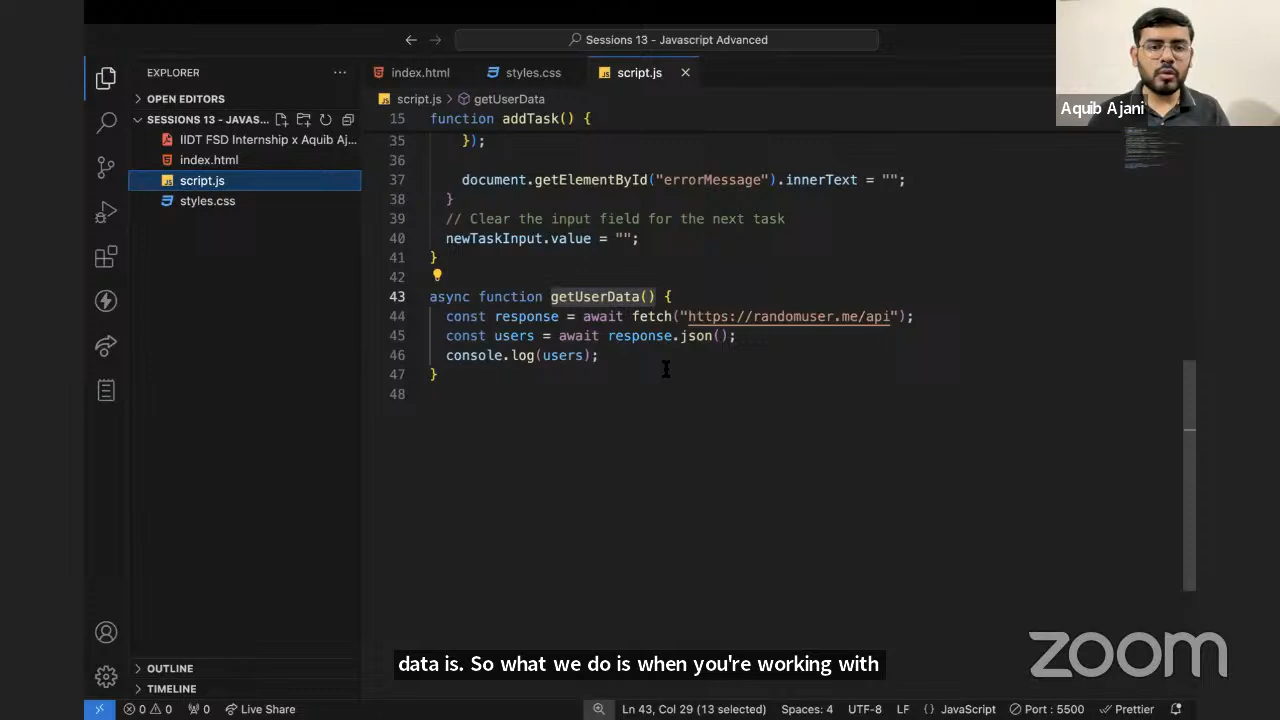 Sessions 13 - Javascript Advanced
Aquib Ajani
EXPLORER
OPEN EDITORS
SESSIONS 13 - JAVAS...
IIDT FSD Internship x Aquib Aj...
index.html
script.js
styles.css
OUTLINE
TIMELINE
index.html
styles.css
JS script.js
JS script.js > getUserData
15 function addTask() {
35 });
36
37 document.getElementById("errorMessage").innerText = "";
38 }
39 // Clear the input field for the next task
40 newTaskInput.value = "";
41 }
42
43 async function getUserData() {
44 const response = await fetch("https://randomuser.me/api");
45 const users = await response.json();
46 console.log(users);
47 }
48
data is. So what we do is when you're working with
zoom
0 0 0 Live Share
Ln 43, Col 29 (13 selected) Spaces: 4 UTF-8 LF {} JavaScript Port : 5500 Prettier